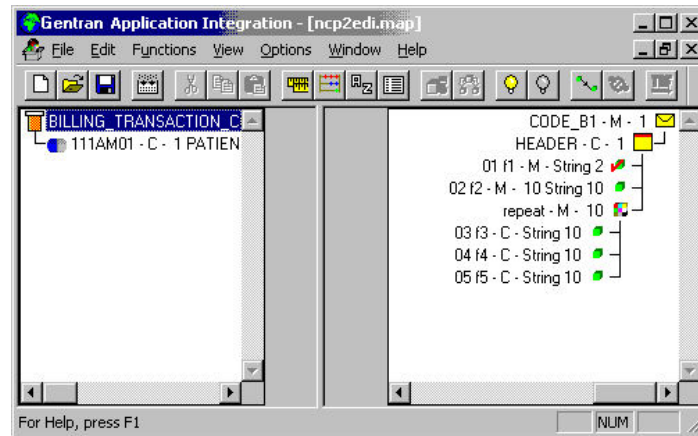 Gentran Application Integration - [ncp2edi.map]
File Edit Functions View Options Window Help
BILLING_TRANSACTION_C
111AM01 - C - 1 PATIEN
CODE_B1 - M - 1
HEADER - C - 1
01 f1 - M - String 2
02 f2 - M - 10 String 10
repeat - M - 10
03 f3 - C - String 10
04 f4 - C - String 10
05 f5 - C - String 10
For Help, press F1
NUM